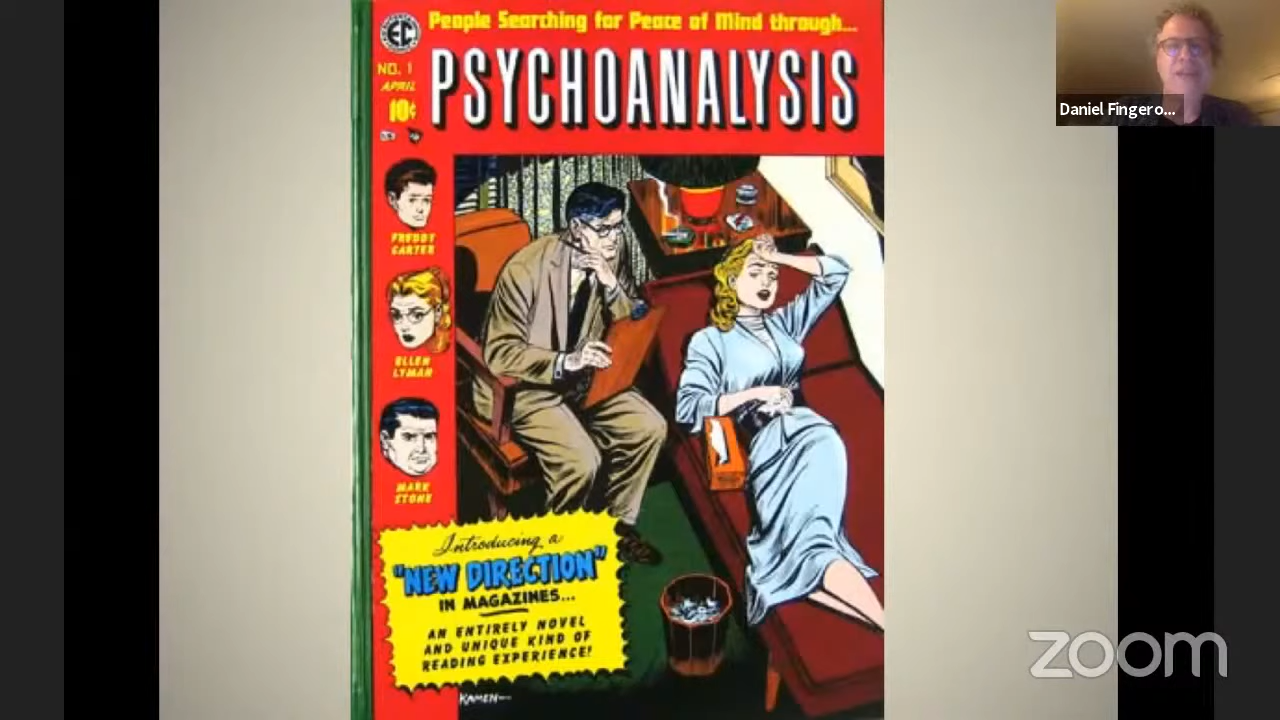 People Searching for Peace of Mind through...
EC
NO. 1
APRIL
10¢
PSYCHOANALYSIS
Daniel Fingero...
FREDDY
CARTER
ELLEN
LYMAN
MARK
STONE
Introducing a
"NEW DIRECTION"
IN MAGAZINES...
AN ENTIRELY NOVEL
AND UNIQUE KIND OF
READING EXPERIENCE!
KAMEN
zoom